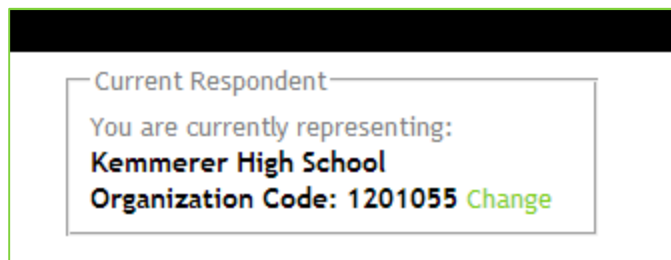 Current Respondent
You are currently representing:
Kemmerer High School
Organization Code: 1201055 Change